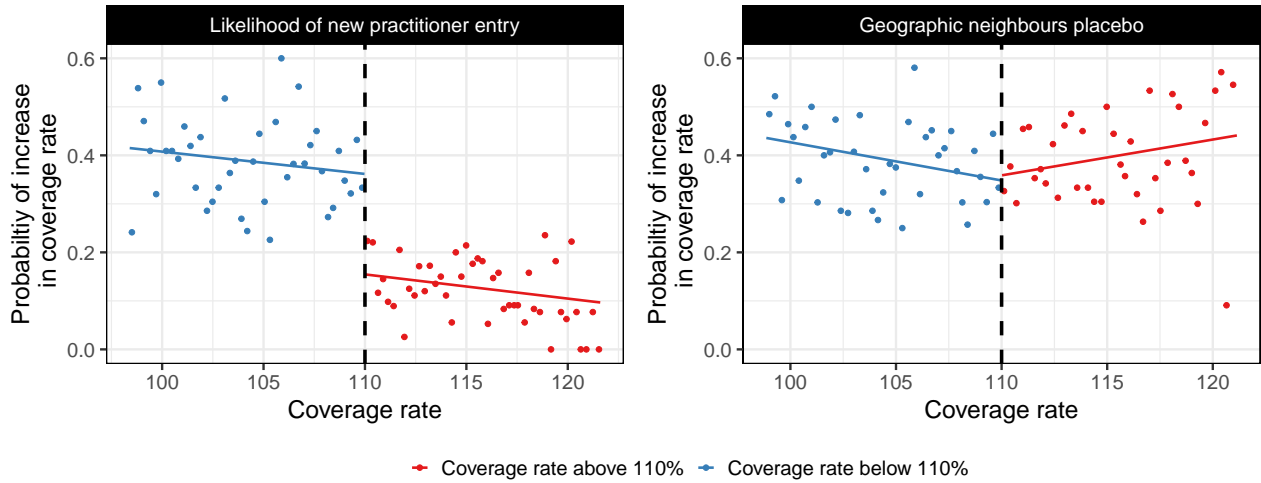 Likelihood of new practitioner entry
Probabiltiy of increase
in coverage rate
0.6
0.4
0.2
0.0
100
105
110
115
120
Coverage rate
Geographic neighbours placebo
Probabiltiy of increase
in coverage rate
0.6
0.4
0.2
0.0
100
105
110
115
120
Coverage rate
Coverage rate above 110%
Coverage rate below 110%